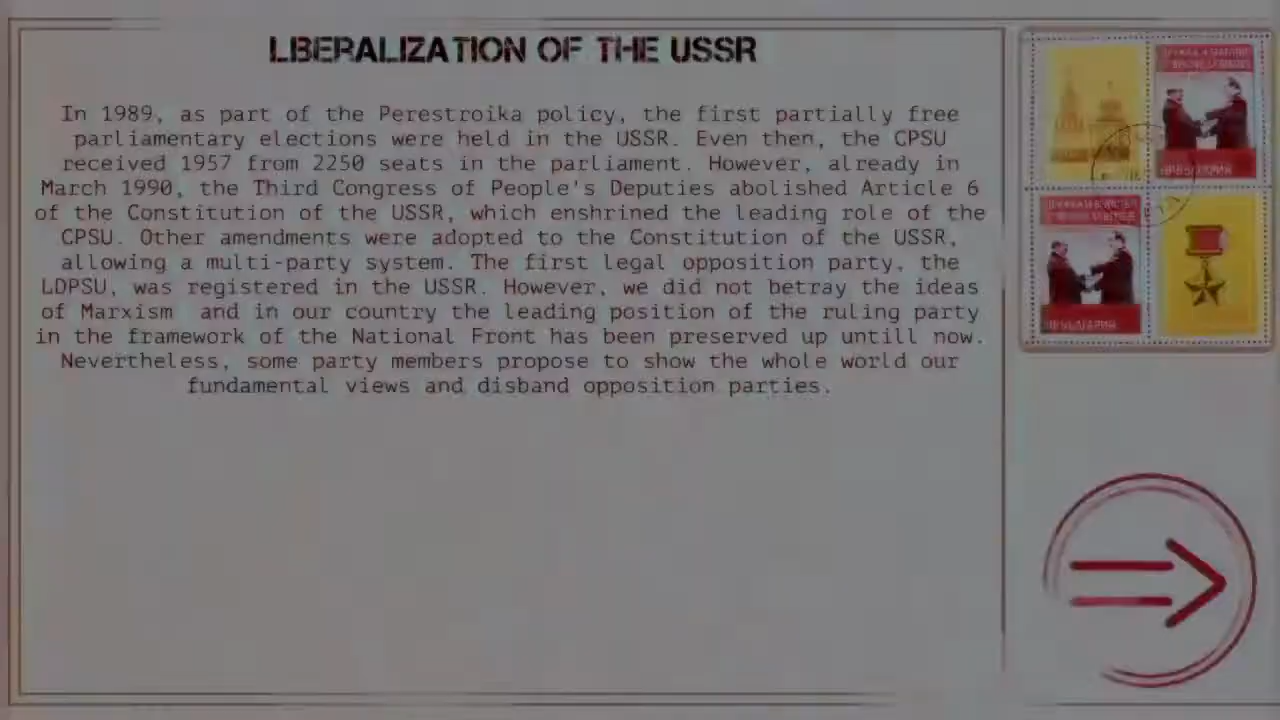 LBERALIZATION OF THE USSR
In 1989, as part of the Perestroika policy, the first partially free
parliamentary elections were held in the USSR. Even then, the CPSU
received 1957 from 2250 seats in the parliament. However, already in
March 1990, the Third Congress of People's Deputies abolished Article 6
of the Constitution of the USSR, which enshrined the leading role of the
CPSU. Other amendments were adopted to the Constitution of the USSR,
allowing a multi-party system. The first legal opposition party, the
LDPSU, was registered in the USSR. However, we did not betray the ideas
of Marxism  and in our country the leading position of the ruling party
in the framework of the National Front has been preserved up untill now.
Nevertheless, some party members propose to show the whole world our
fundamental views and disband opposition parties.